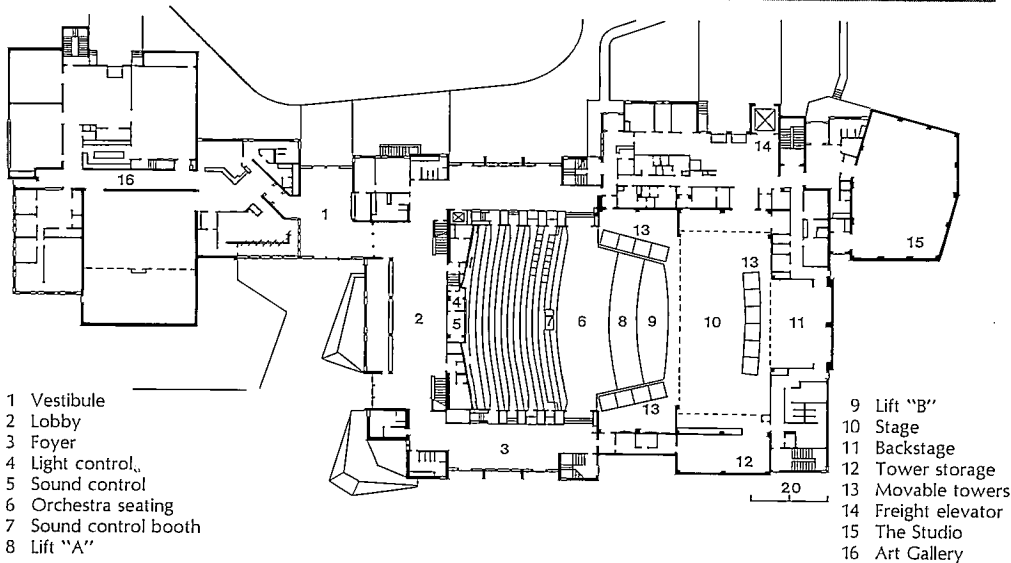 16
1
2
3
4
5
6
7
8
9
10
11
12
13
13
13
14
15
20
1 Vestibule
2 Lobby
3 Foyer
4 Light control,,
5 Sound control
6 Orchestra seating
7 Sound control booth
8 Lift "A"
9 Lift "B"
10 Stage
11 Backstage
12 Tower storage
13 Movable towers
14 Freight elevator
15 The Studio
16 Art Gallery